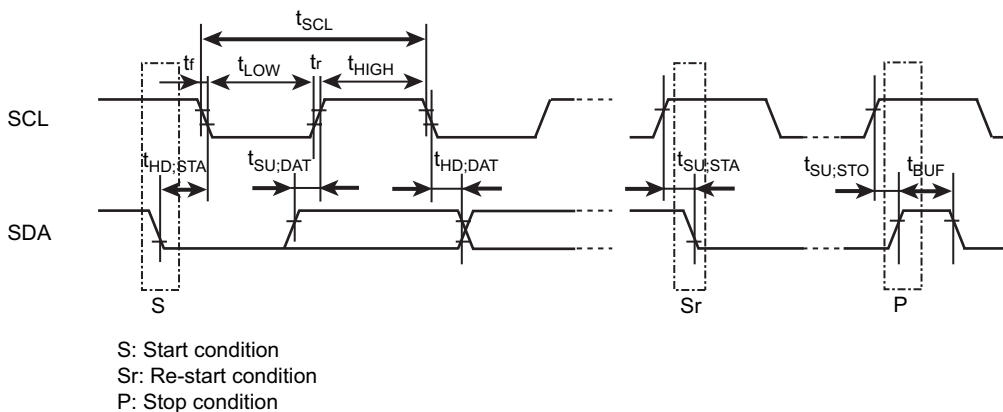 tSCL
tf tLOW tr tHIGH
SCL
tHD;STA tSU;DAT tHD;DAT tSU;STA tSU;STO tBUF
SDA
S Sr P
S: Start condition
Sr: Re-start condition
P: Stop condition